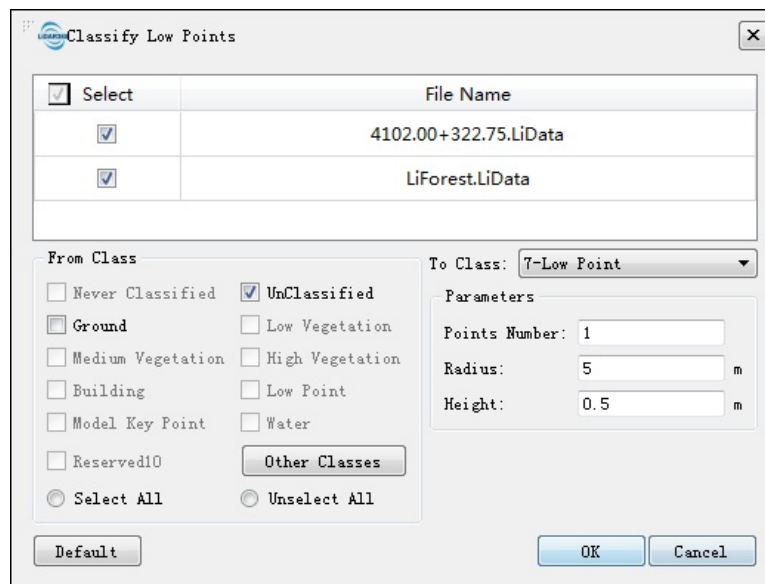 Classify Low Points
Select File Name
4102.00+322.75.LiData
LiForest.LiData
From Class
To Class: 7-Low Point
Never Classified UnClassified
Ground Low Vegetation
Medium Vegetation High Vegetation
Building Low Point
Model Key Point Water
Reserved10 Other Classes
Select All Unselect All
Parameters
Points Number: 1
Radius: 5 m
Height: 0.5 m
Default OK Cancel